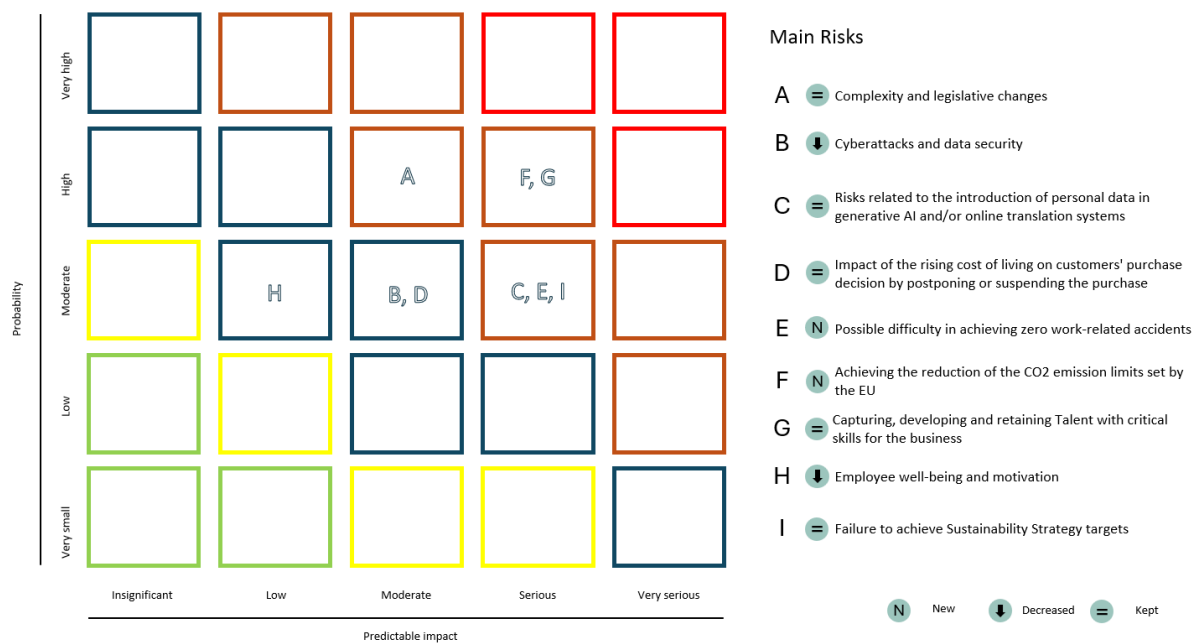 Main Risks
Very high
High
A
F, G
Moderate
H
B, D
C, E, I
Low
Very small
Probability
Insignificant
Low
Moderate
Serious
Very serious
Predictable impact
A = Complexity and legislative changes
B Cyberattacks and data security
C = Risks related to the introduction of personal data in
generative AI and/or online translation systems
D = Impact of the rising cost of living on customers' purchase
decision by postponing or suspending the purchase
E N Possible difficulty in achieving zero work-related accidents
F N Achieving the reduction of the CO2 emission limits set by
the EU
G = Capturing, developing and retaining Talent with critical
skills for the business
H Employee well-being and motivation
I = Failure to achieve Sustainability Strategy targets
N New
Decreased
= Kept